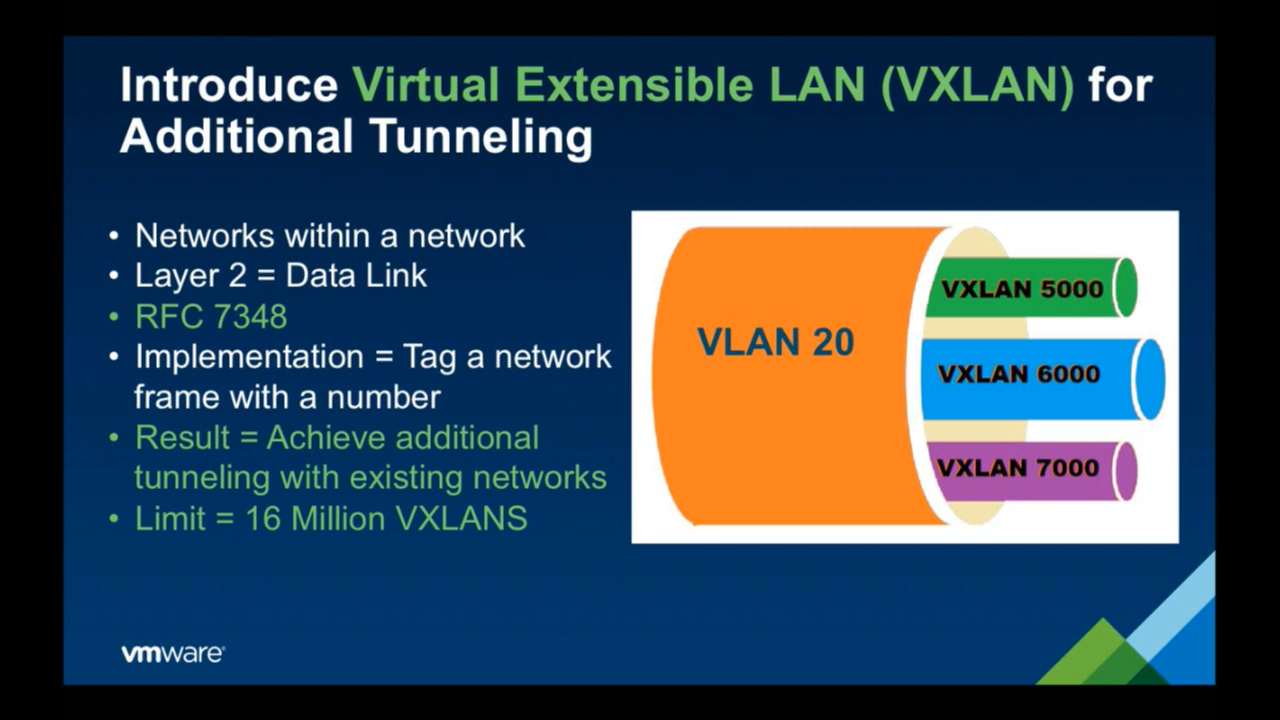 Introduce Virtual Extensible LAN (VXLAN) for
Additional Tunneling
• Networks within a network
• Layer 2 = Data Link
• RFC 7348
• Implementation = Tag a network
frame with a number
• Result = Achieve additional
tunneling with existing networks
• Limit = 16 Million VXLANS
VLAN 20
VXLAN 5000
VXLAN 6000
VXLAN 7000
vmware®